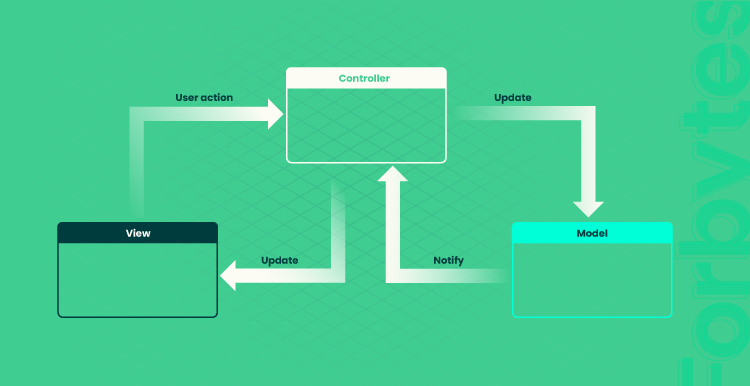 Controller
User action
Update
View
Update
Notify
Model
Forbytes